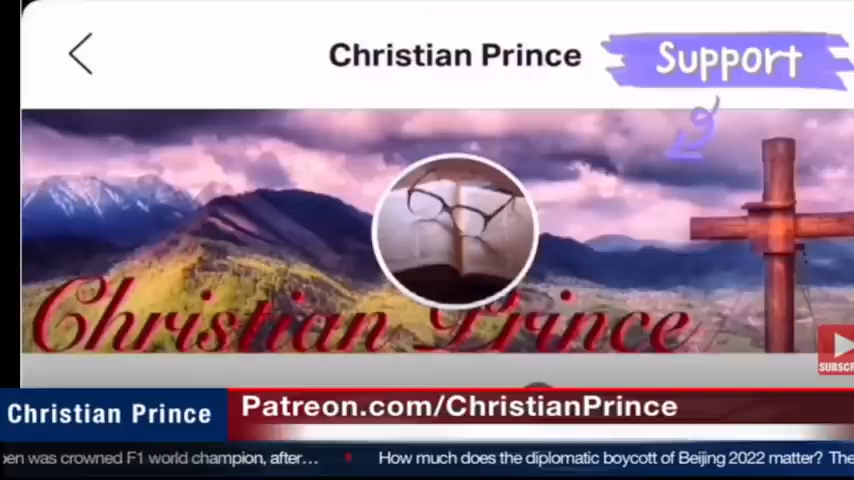 Christian Prince
Support
Christian Prince
Christian Prince
Patreon.com/ChristianPrince
was crowned F1 world champion, after...
How much does the diplomatic boycott of Beijing 2022 matter? The